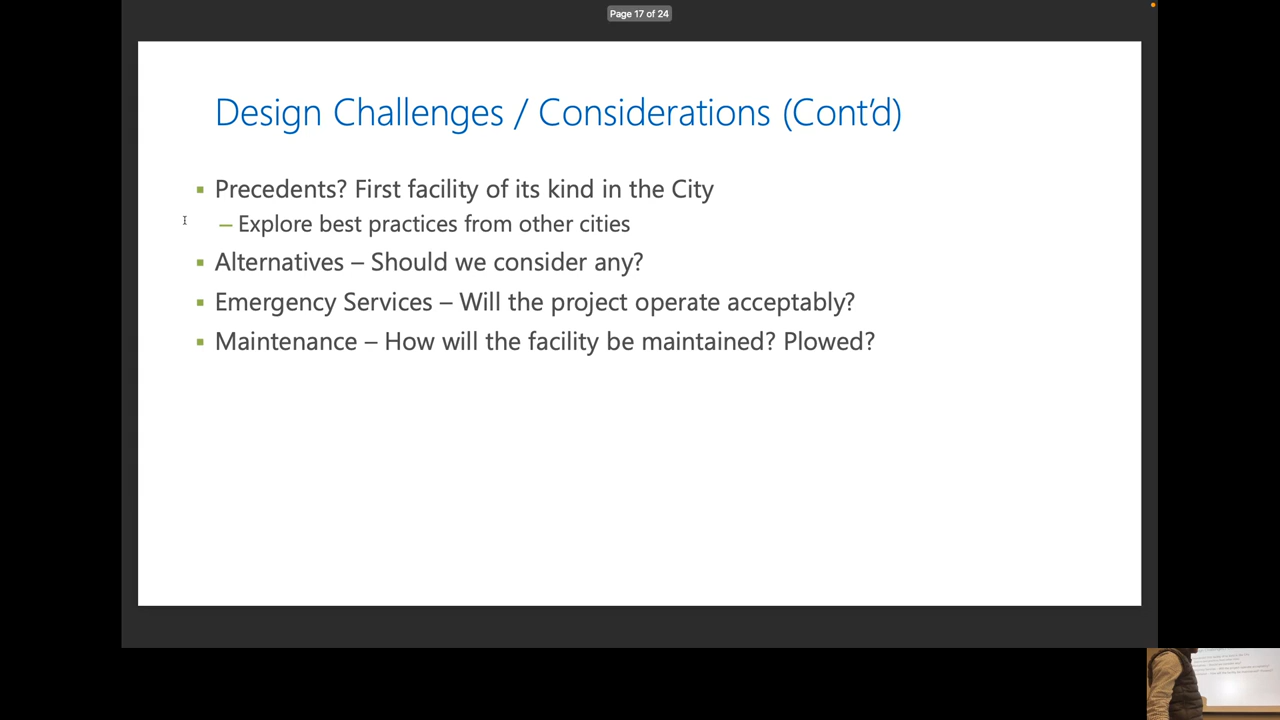 Page 17 of 24
Design Challenges / Considerations (Cont'd)
▪ Precedents? First facility of its kind in the City
– Explore best practices from other cities
▪ Alternatives – Should we consider any?
▪ Emergency Services – Will the project operate acceptably?
▪ Maintenance – How will the facility be maintained? Plowed?